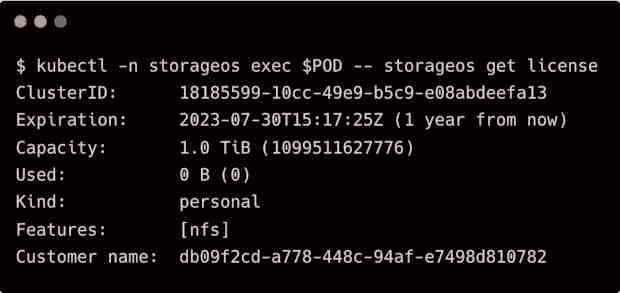 $ kubectl -n storageos exec $POD -- storageos get license
ClusterID: 18185599-10cc-49e9-b5c9-e08abdeefa13
Expiration: 2023-07-30T15:17:25Z (1 year from now)
Capacity: 1.0 TiB (1099511627776)
Used: 0 B (0)
Kind: personal
Features: [nfs]
Customer name: db09f2cd-a778-448c-94af-e7498d810782